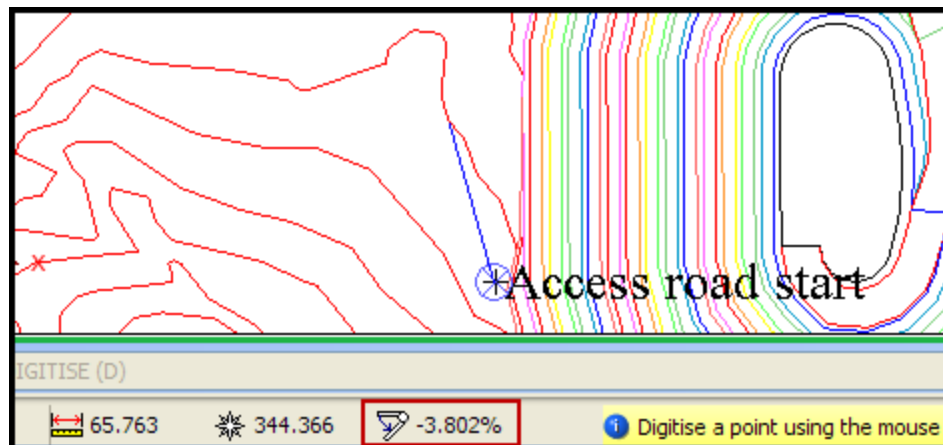 Access road start
IGITISE (D)
65.763 344.366 -3.802% Digitise a point using the mouse